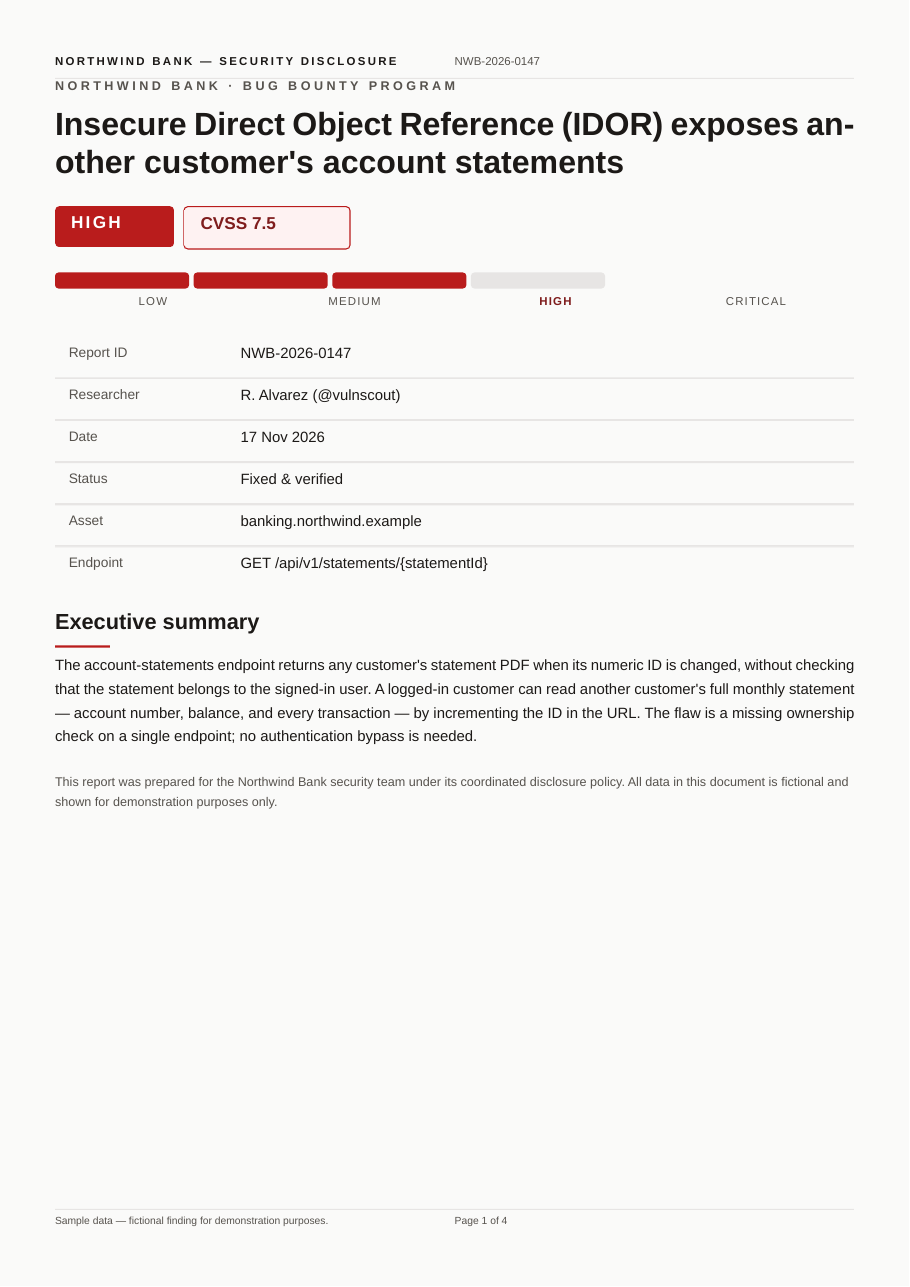 NORTHWIND BANK — SECURITY DISCLOSURE NWB-2026-0147
NORTHWIND BANK · BUG BOUNTY PROGRAM
Insecure Direct Object Reference (IDOR) exposes an-
other customer's account statements
HIGH CVSS 7.5
LOW MEDIUM HIGH CRITICAL
Report ID NWB-2026-0147
Researcher R. Alvarez (@vulnscout)
Date 17 Nov 2026
Status Fixed & verified
Asset banking.northwind.example
Endpoint GET /api/v1/statements/{statementId}
Executive summary
The account-statements endpoint returns any customer's statement PDF when its numeric ID is changed, without checking
that the statement belongs to the signed-in user. A logged-in customer can read another customer's full monthly statement
— account number, balance, and every transaction — by incrementing the ID in the URL. The flaw is a missing ownership
check on a single endpoint; no authentication bypass is needed.
This report was prepared for the Northwind Bank security team under its coordinated disclosure policy. All data in this document is fictional and
shown for demonstration purposes only.
Sample data — fictional finding for demonstration purposes. Page 1 of 4